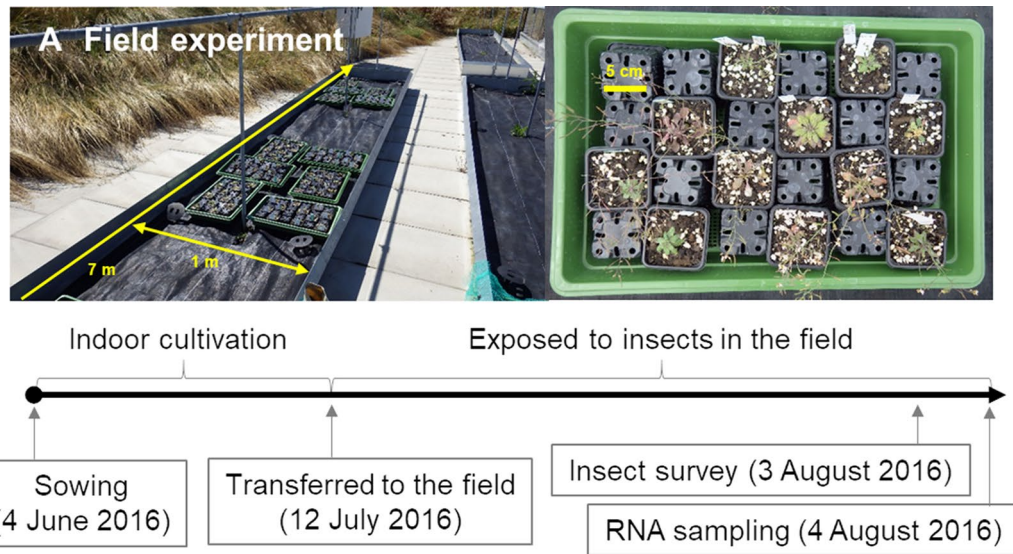 A Field experiment
7 m
1 m
5 cm
Indoor cultivation
Exposed to insects in the field
Sowing
(4 June 2016)
Transferred to the field
(12 July 2016)
Insect survey (3 August 2016)
RNA sampling (4 August 2016)